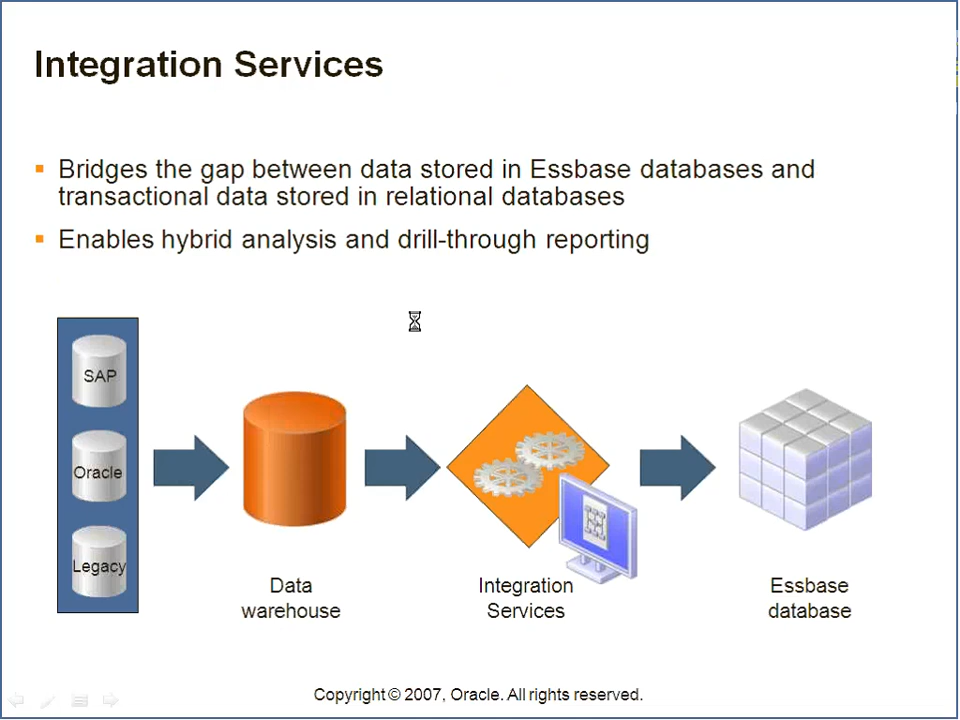 Integration Services
Bridges the gap between data stored in Essbase databases and
transactional data stored in relational databases
Enables hybrid analysis and drill-through reporting
SAP
Oracle
Legacy
Data
warehouse
Integration
Services
Essbase
database
Copyright © 2007, Oracle. All rights reserved.